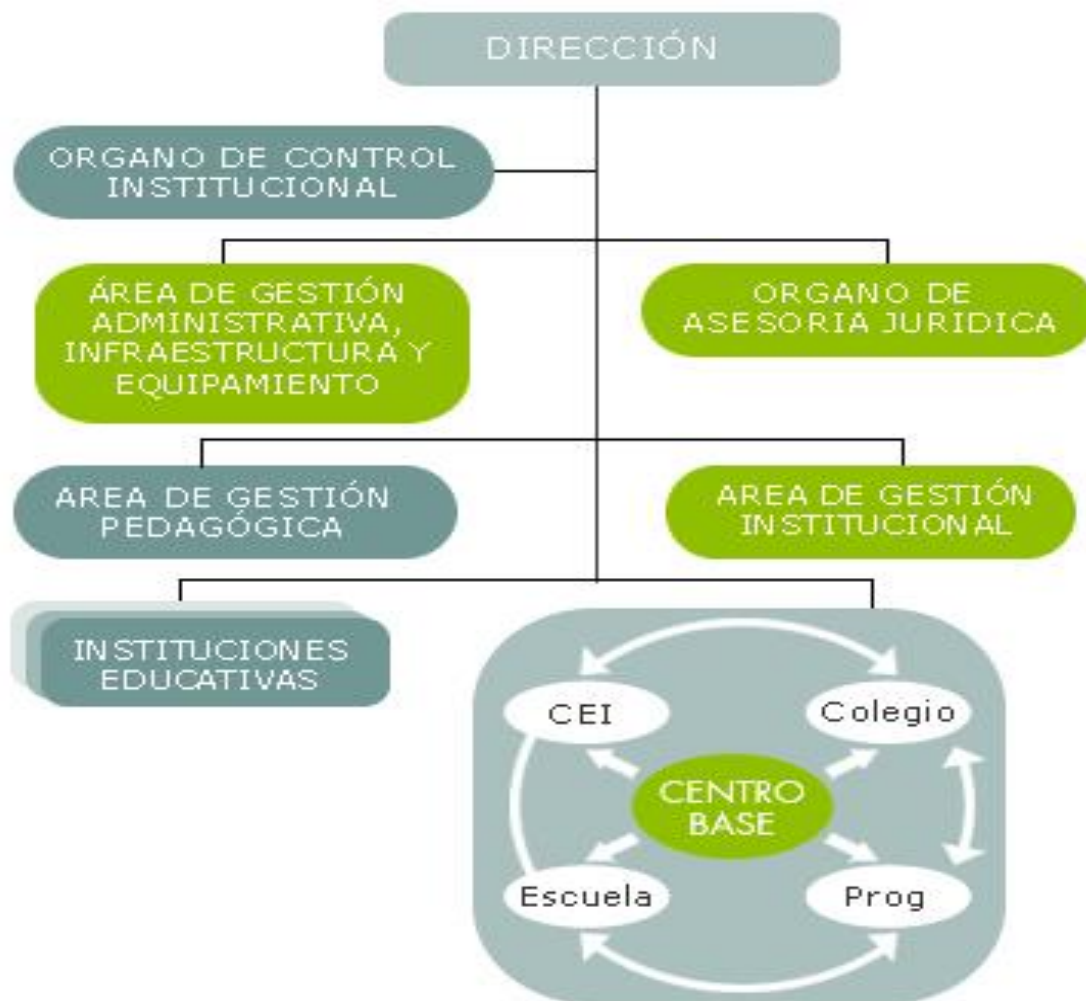 DIRECCIÓN
ORGANO DE CONTROL
INSTITUCIONAL
ÁREA DE GESTIÓN
ADMINISTRATIVA,
INFRAESTRUCTURA Y
EQUIPAMIENTO
ORGANO DE
ASESORIA JURIDICA
AREA DE GESTIÓN
PEDAGÓGICA
AREA DE GESTIÓN
INSTITUCIONAL
INSTITUCIONES
EDUCATIVAS
CEI
Colegio
CENTRO
BASE
Escuela
Prog